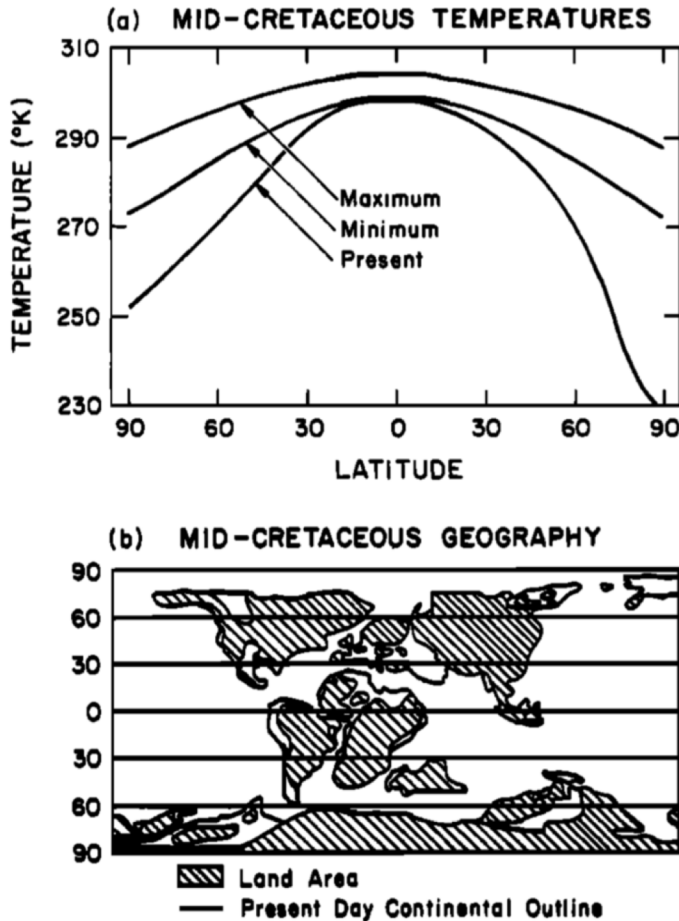 (a) MID-CRETACEOUS TEMPERATURES
310
290
270
250
230
TEMPERATURE (°K)
Maximum
Minimum
Present
90 60 30 0 30 60 90
LATITUDE
(b) MID-CRETACEOUS GEOGRAPHY
90
60
30
0
30
60
90
Land Area
Present Day Continental Outline